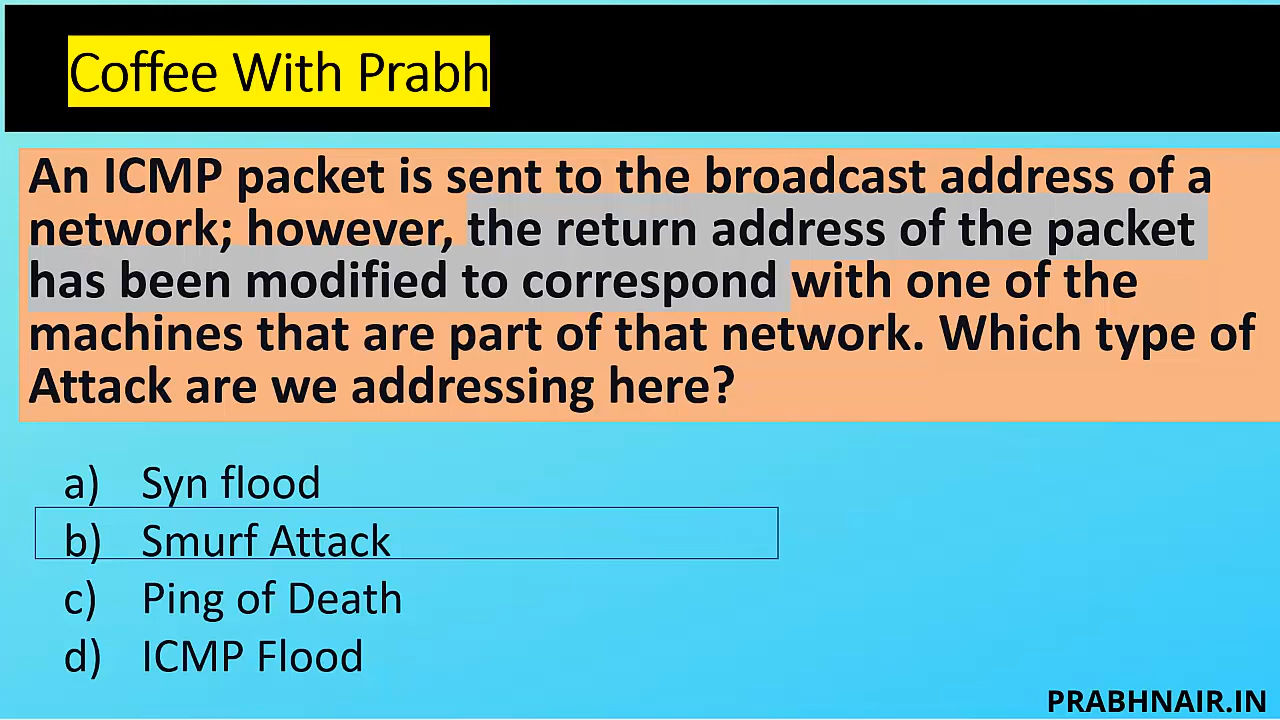 Coffee With Prabh
An ICMP packet is sent to the broadcast address of a
network; however, the return address of the packet
has been modified to correspond with one of the
machines that are part of that network. Which type of
Attack are we addressing here?
a) Syn flood
b) Smurf Attack
c) Ping of Death
d) ICMP Flood
PRABHNAIR.IN